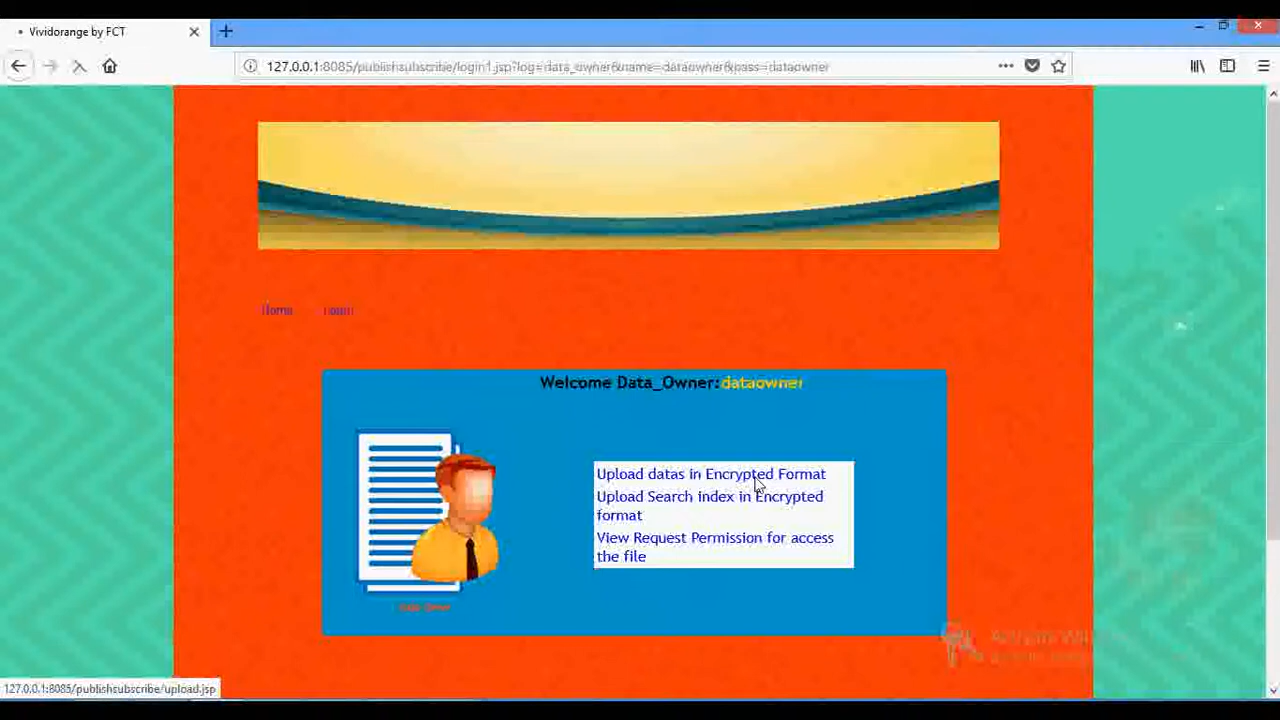 Vividorange by FCT
127.0.0.1:8085/publishsubscribe/login1.jsp?log=data_owner&name=dataowner&pass=dataowner
Home
Welcome Data_Owner:dataowner
Upload datas in Encrypted Format
Upload Search index in Encrypted
format
View Request Permission for access
the file
127.0.0.1:8085/publishsubscribe/upload.jsp